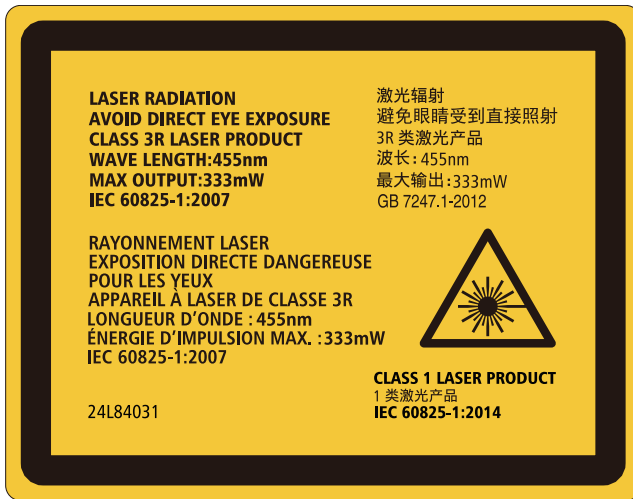 LASER RADIATION
AVOID DIRECT EYE EXPOSURE
CLASS 3R LASER PRODUCT
WAVE LENGTH:455nm
MAX OUTPUT:333mW
IEC 60825-1:2007
激光辐射
避免眼睛受到直接照射
3R 类激光产品
波长: 455nm
最大输出:333mW
GB 7247.1-2012
RAYONNEMENT LASER
EXPOSITION DIRECTE DANGEREUSE
POUR LES YEUX
APPAREIL À LASER DE CLASSE 3R
LONGUEUR D'ONDE : 455nm
ÉNERGIE D'IMPULSION MAX. :333mW
IEC 60825-1:2007
24L84031
CLASS 1 LASER PRODUCT
1 类激光产品
IEC 60825-1:2014